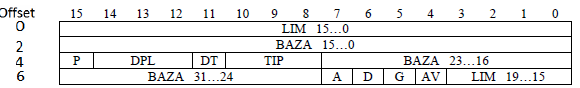 Offset 15 14 13 12 11 10 9 8 7 6 5 4 3 2 1 0
0 LIM 15…0
2 BAZA 15…0
4 P DPL DT TIP BAZA 23…16
6 BAZA 31…24 A D G AV LIM 19…15